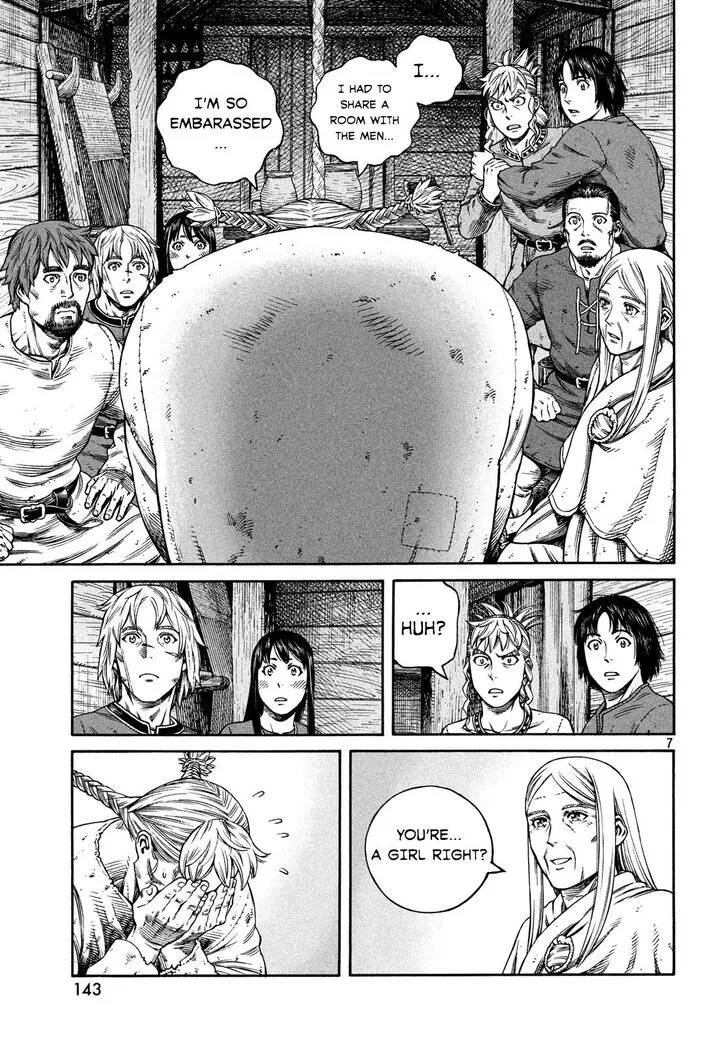 I...
I HAD TO
SHARE A
ROOM WITH
THE MEN...
I'M SO
EMBARASSED
...
...
HUH?
7
YOU'RE...
A GIRL RIGHT?
143